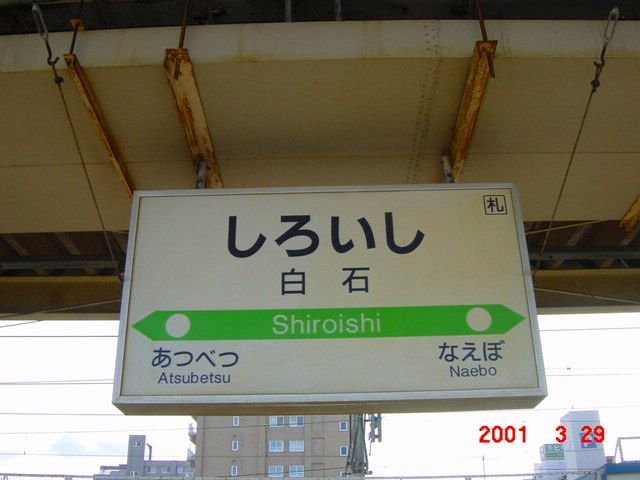 札
しろいし
白石
Shiroishi
あつべつ
Atsubetsu
なえぼ
Naebo
2001 3 29